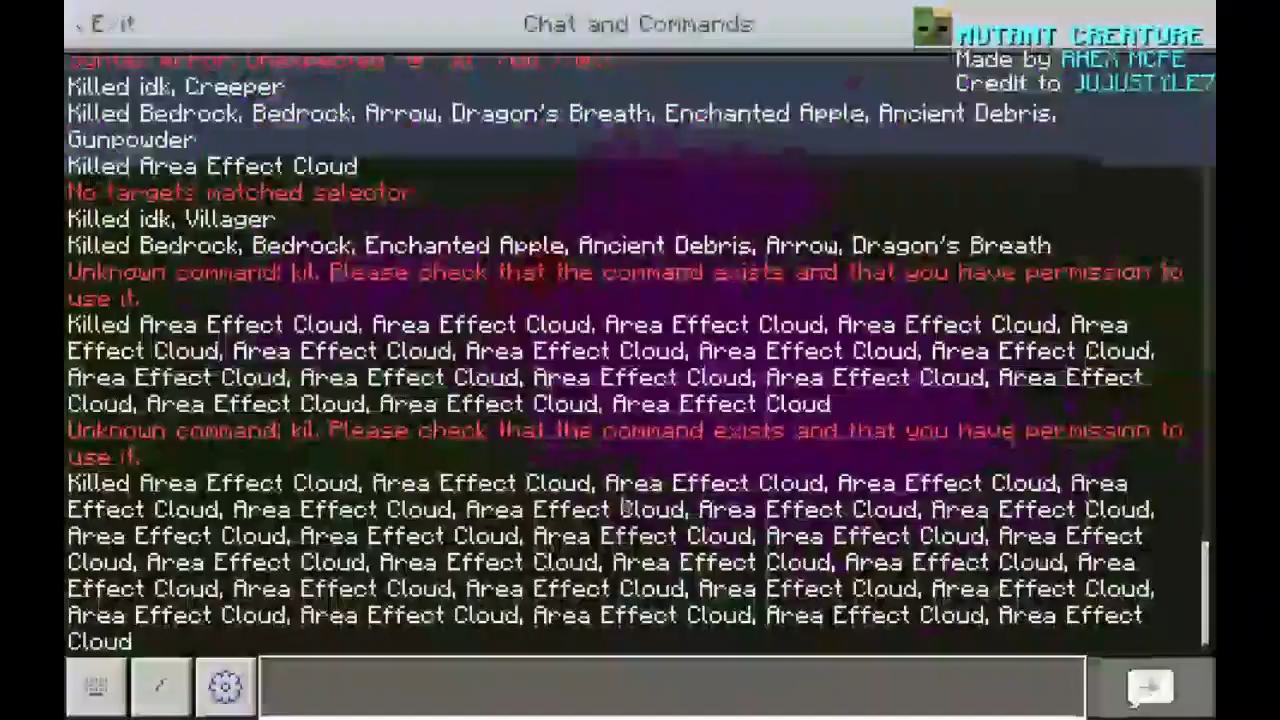 Exit
Chat and Commands
MUTANT CREATURE
Made by AHEX MCPE
Credit to JUJUSTYLE7
Killed idk, Creeper
Killed Bedrock, Bedrock, Arrow, Dragon's Breath, Enchanted Apple, Ancient Debris,
Gunpowder
Killed Area Effect Cloud
No targets matched selector
Killed idk, Villager
Killed Bedrock, Bedrock, Enchanted Apple, Ancient Debris, Arrow, Dragon's Breath
Unknown command: kil. Please check that the command exists and that you have permission to
use it.
Killed Area Effect Cloud, Area Effect Cloud, Area Effect Cloud, Area Effect Cloud, Area
Effect Cloud, Area Effect Cloud, Area Effect Cloud, Area Effect Cloud, Area Effect Cloud,
Area Effect Cloud, Area Effect Cloud, Area Effect Cloud, Area Effect Cloud, Area Effect
Cloud, Area Effect Cloud, Area Effect Cloud, Area Effect Cloud
Unknown command: kil. Please check that the command exists and that you have permission to
use it.
Killed Area Effect Cloud, Area Effect Cloud, Area Effect Cloud, Area Effect Cloud, Area
Effect Cloud, Area Effect Cloud, Area Effect Cloud, Area Effect Cloud, Area Effect Cloud,
Area Effect Cloud, Area Effect Cloud, Area Effect Cloud, Area Effect Cloud, Area Effect
Cloud, Area Effect Cloud, Area Effect Cloud, Area Effect Cloud, Area Effect Cloud, Area
Effect Cloud, Area Effect Cloud, Area Effect Cloud, Area Effect Cloud, Area Effect Cloud,
Area Effect Cloud, Area Effect Cloud, Area Effect Cloud, Area Effect Cloud, Area Effect
Cloud